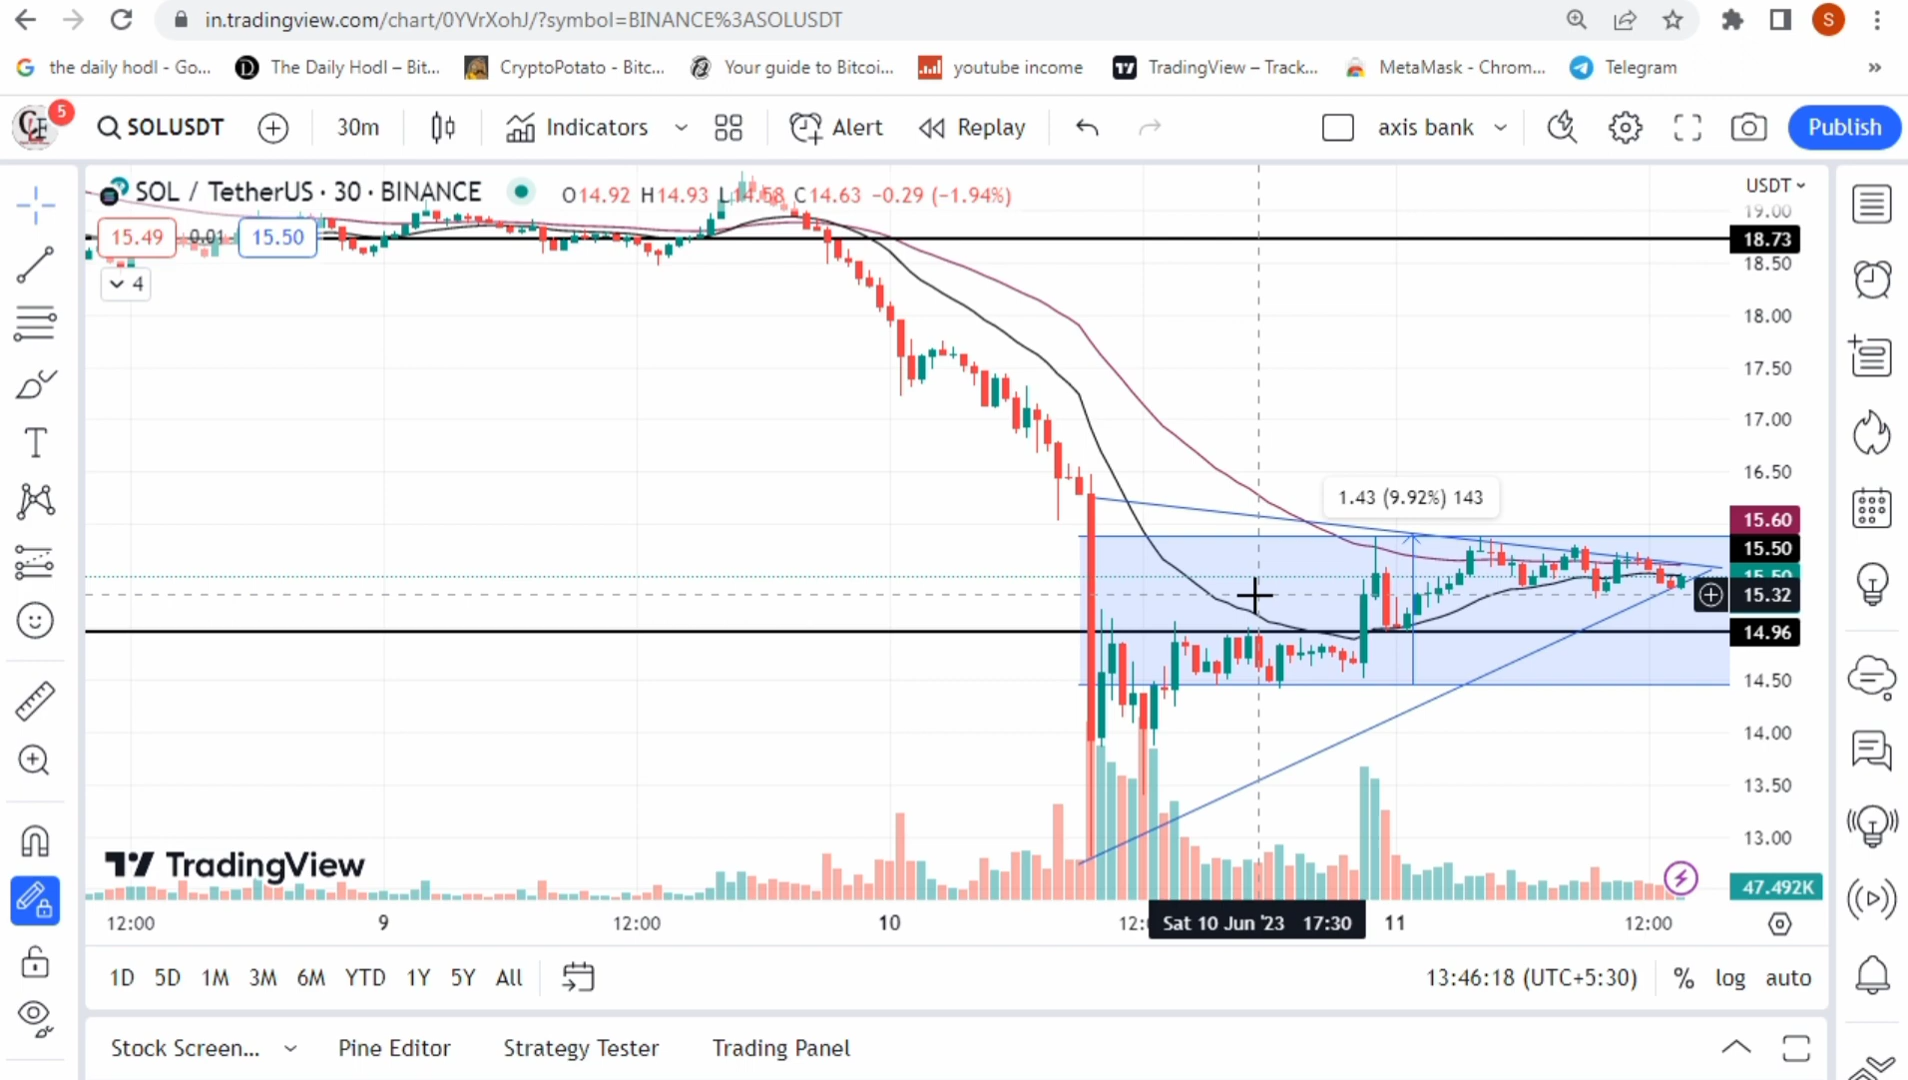 in.tradingview.com/chart/0YVrXohJ/?symbol=BINANCE%3ASOLUSDT
S
the daily hodl - Go...
The Daily Hodl – Bit...
CryptoPotato - Bitc...
Your guide to Bitcoi...
youtube income
TradingView – Track...
MetaMask - Chrom...
Telegram
»
5
SOLUSDT
30m
Indicators
Alert
Replay
axis bank
Publish
SOL / TetherUS · 30 · BINANCE
O14.92 H14.93 L14.58 C14.63 −0.29 (−1.94%)
USDT
19.00
15.49
0.01
15.50
18.73
18.50
4
18.00
17.50
17.00
16.50
1.43 (9.92%) 143
15.60
15.50
15.50
15.32
14.96
14.50
14.00
13.50
13.00
TradingView
47.492K
12:00
9
12:00
10
12:0
Sat 10 Jun '23 17:30
11
12:00
1D
5D
1M
3M
6M
YTD
1Y
5Y
All
13:46:18 (UTC+5:30)
%
log
auto
Stock Screen...
Pine Editor
Strategy Tester
Trading Panel